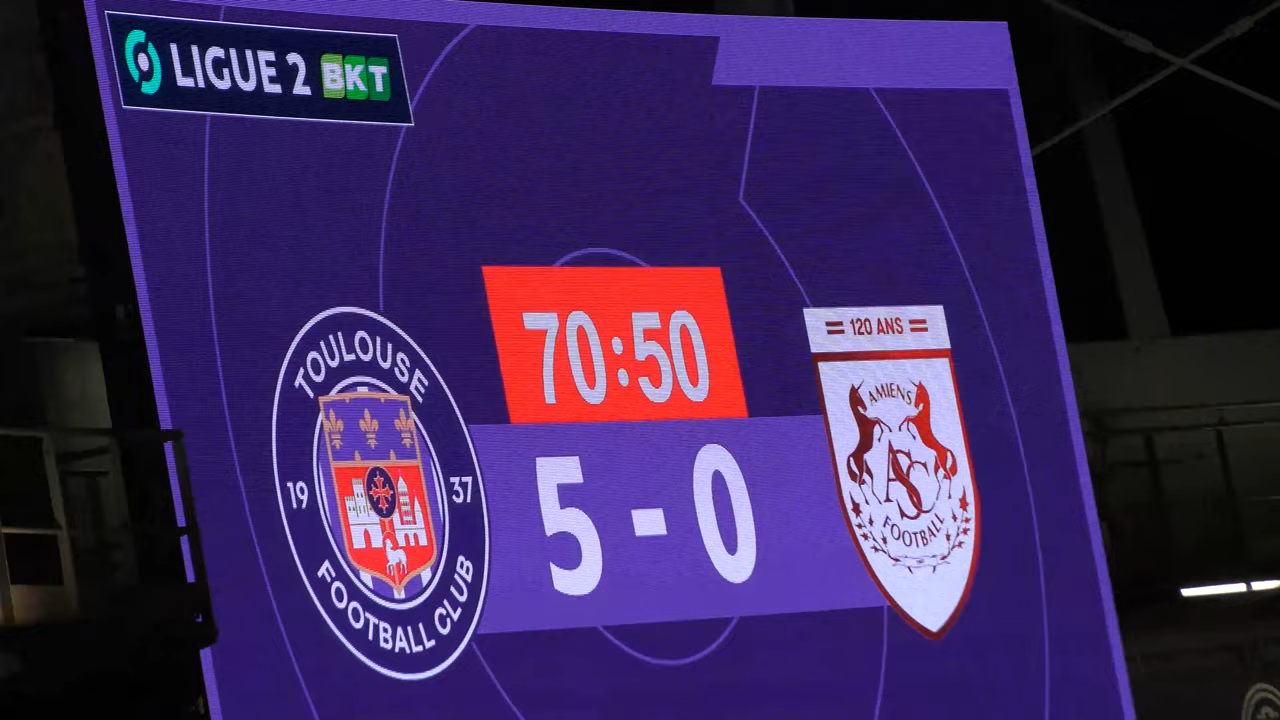 LIGUE 2 BKT
70:50
5 - 0
TOULOUSE
19 37
FOOTBALL CLUB
120 ANS
AMIENS
ASC
FOOTBALL